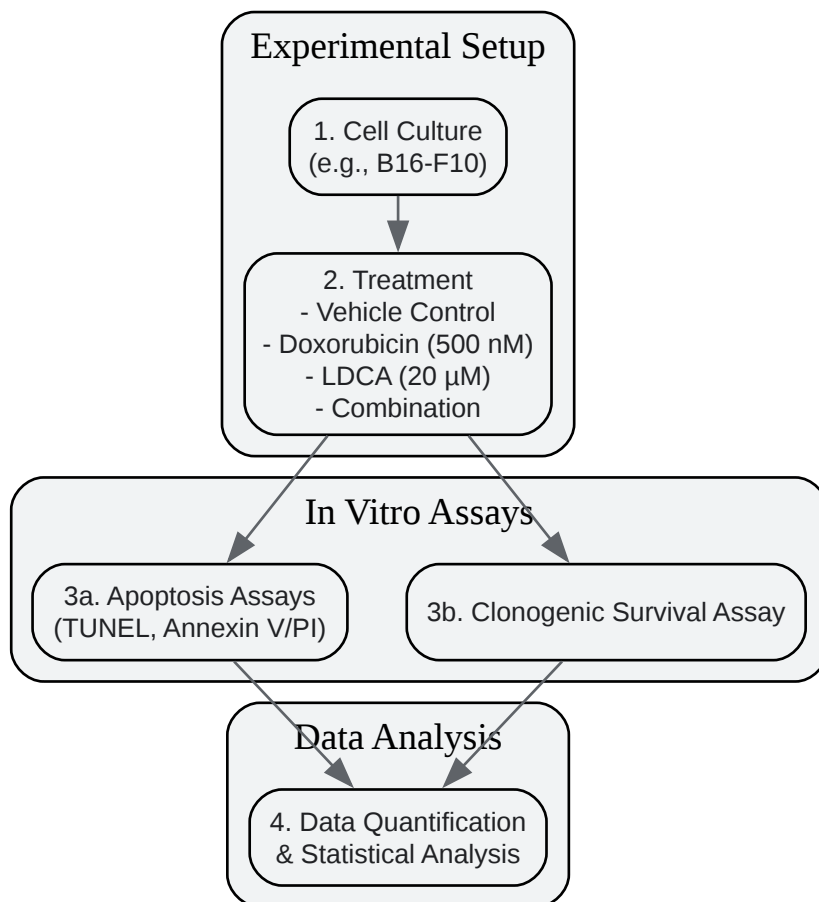 Experimental Setup
1. Cell Culture
(e.g., B16-F10)
2. Treatment
- Vehicle Control
- Doxorubicin (500 nM)
- LDCA (20 µM)
- Combination
In Vitro Assays
3a. Apoptosis Assays
(TUNEL, Annexin V/PI)
3b. Clonogenic Survival Assay
Data Analysis
4. Data Quantification
& Statistical Analysis